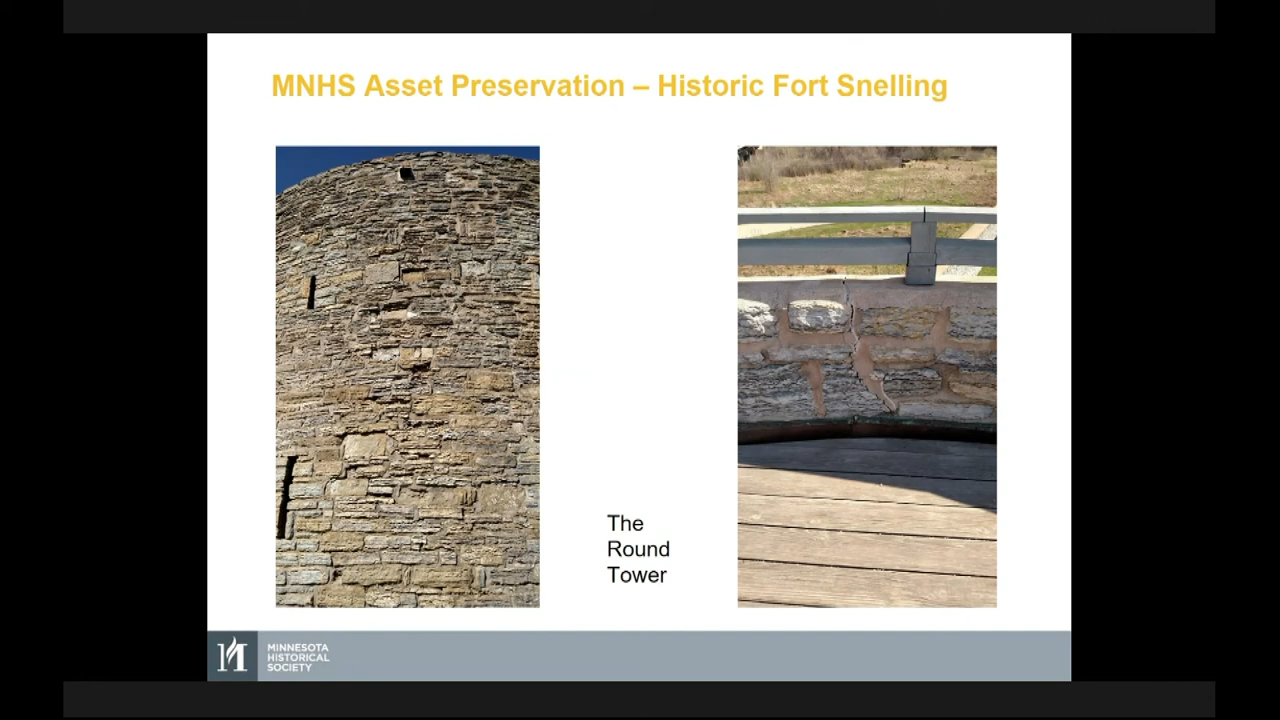 MNHS Asset Preservation – Historic Fort Snelling
The
Round
Tower
MINNESOTA
HISTORICAL
SOCIETY